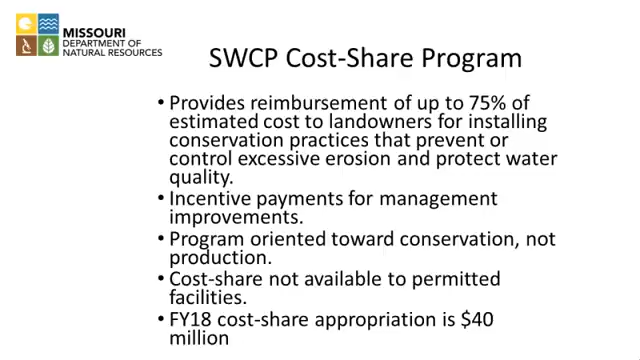 MISSOURI
DEPARTMENT OF
NATURAL RESOURCES
SWCP Cost-Share Program
• Provides reimbursement of up to 75% of
estimated cost to landowners for installing
conservation practices that prevent or
control excessive erosion and protect water
quality.
• Incentive payments for management
improvements.
• Program oriented toward conservation, not
production.
• Cost-share not available to permitted
facilities.
• FY18 cost-share appropriation is $40
million